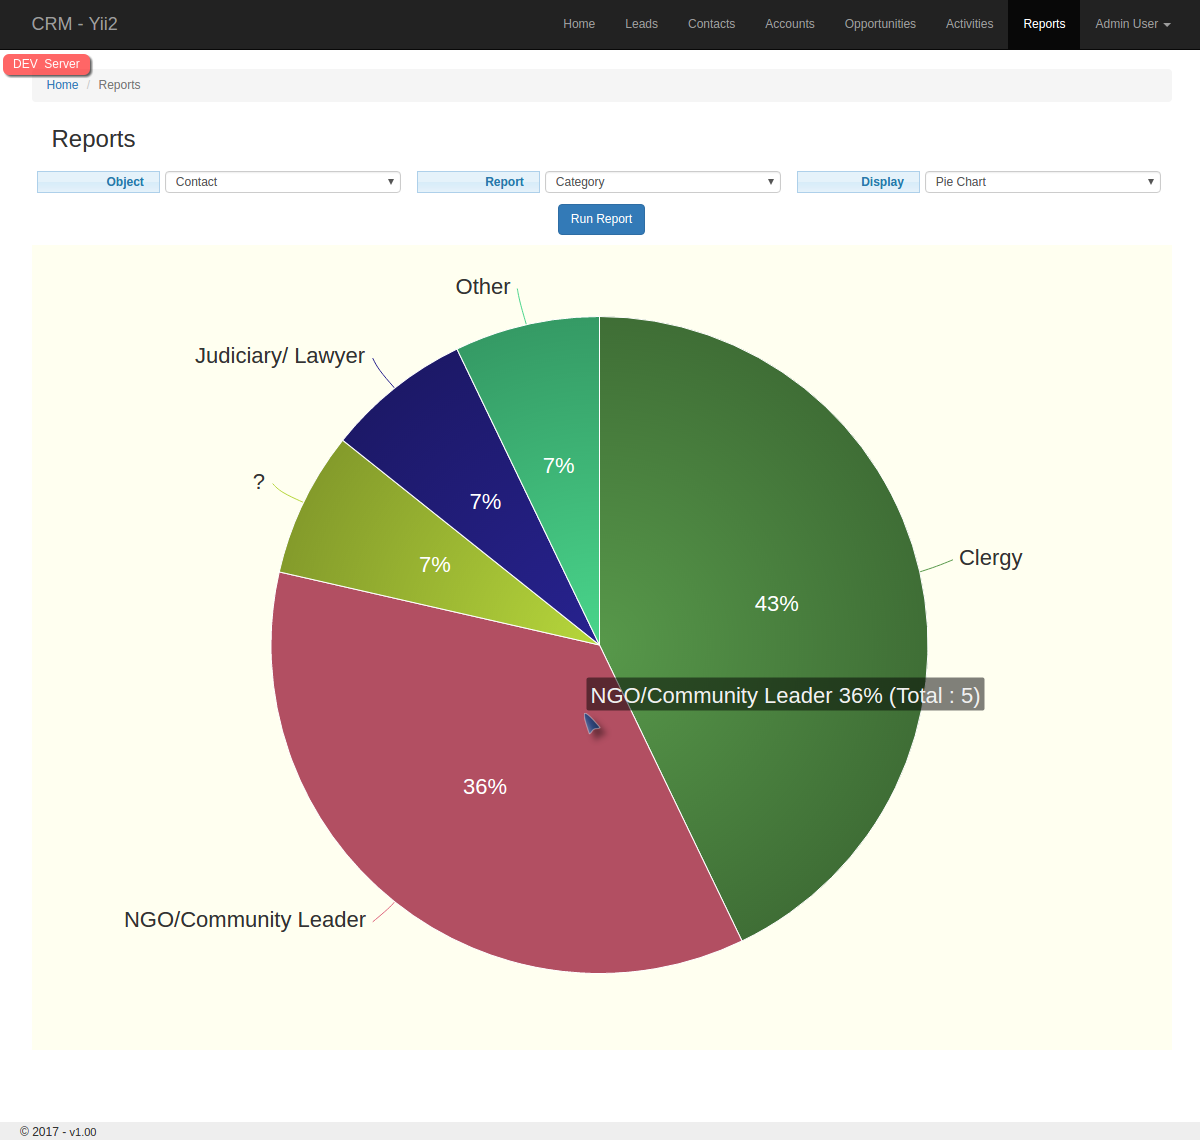 CRM - Yii2 Home Leads Contacts Accounts Opportunities Activities Reports Admin User
DEV Server
Home / Reports
Reports
Object Contact Report Category Display Pie Chart
Run Report
Other
Judiciary/ Lawyer
7%
?
7%
7%
Clergy
43%
NGO/Community Leader 36% (Total : 5)
36%
NGO/Community Leader
© 2017 - v1.00